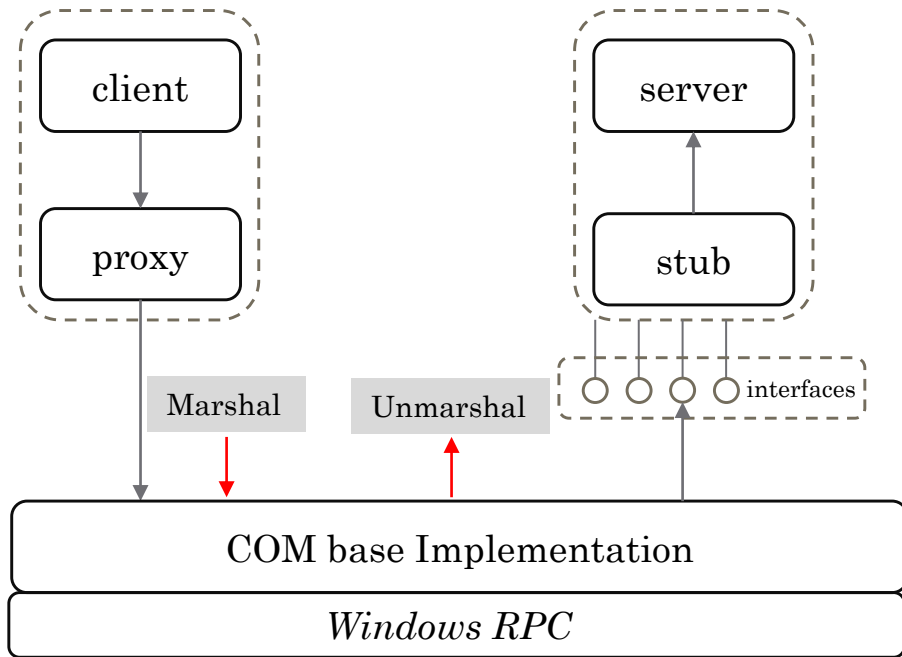 client
server
proxy
stub
interfaces
Marshal
Unmarshal
COM base Implementation
Windows RPC